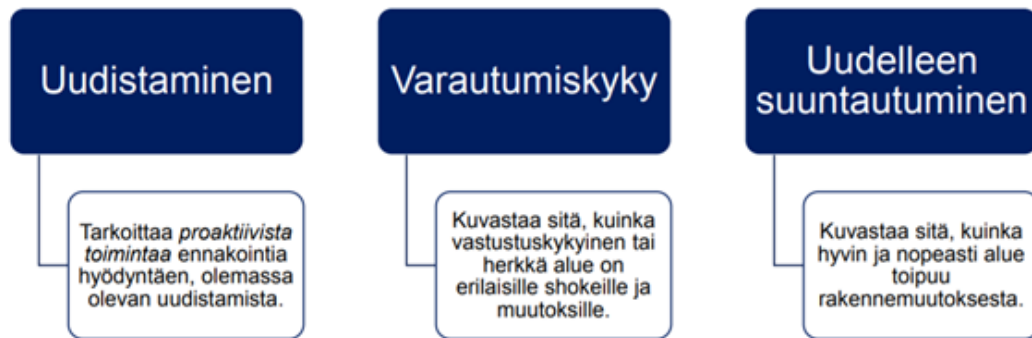 Uudistaminen
Tarkoittaa proaktiivista
toimintaa ennakointia
hyödyntäen, olemassa
olevan uudistamista.
Varautumiskyky
Kuvastaa sitä, kuinka
vastustuskykyinen tai
herkkä alue on
erilaisille shokeille ja
muutoksille.
Uudelleen
suuntautuminen
Kuvastaa sitä, kuinka
hyvin ja nopeasti alue
toipuu
rakennemuutoksesta.